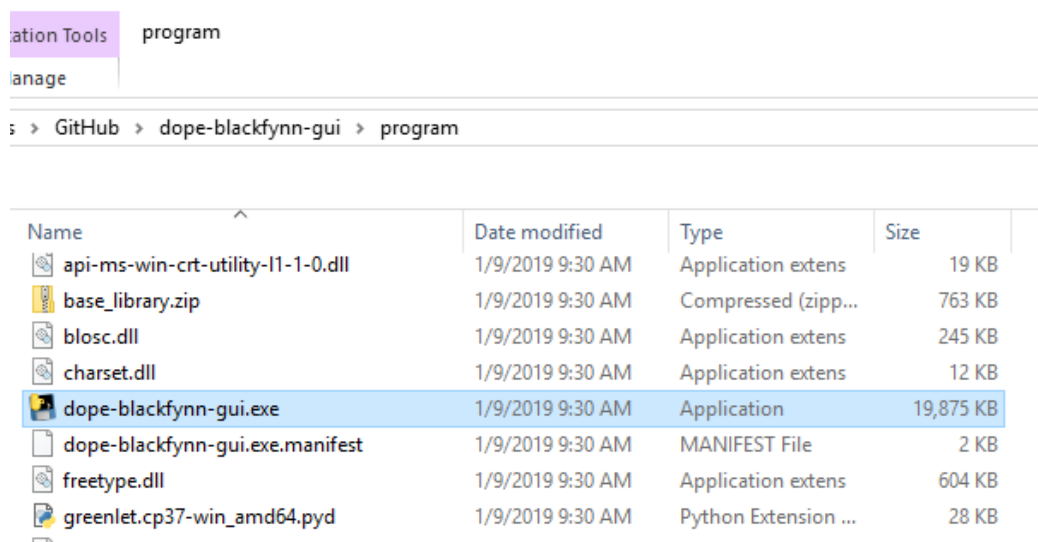 ation Tools program
anage
s > GitHub > dope-blackfynn-gui > program
Name Date modified Type Size
api-ms-win-crt-utility-l1-1-0.dll 1/9/2019 9:30 AM Application extens 19 KB
base_library.zip 1/9/2019 9:30 AM Compressed (zipp... 763 KB
blosc.dll 1/9/2019 9:30 AM Application extens 245 KB
charset.dll 1/9/2019 9:30 AM Application extens 12 KB
dope-blackfynn-gui.exe 1/9/2019 9:30 AM Application 19,875 KB
dope-blackfynn-gui.exe.manifest 1/9/2019 9:30 AM MANIFEST File 2 KB
freetype.dll 1/9/2019 9:30 AM Application extens 604 KB
greenlet.cp37-win_amd64.pyd 1/9/2019 9:30 AM Python Extension ... 28 KB